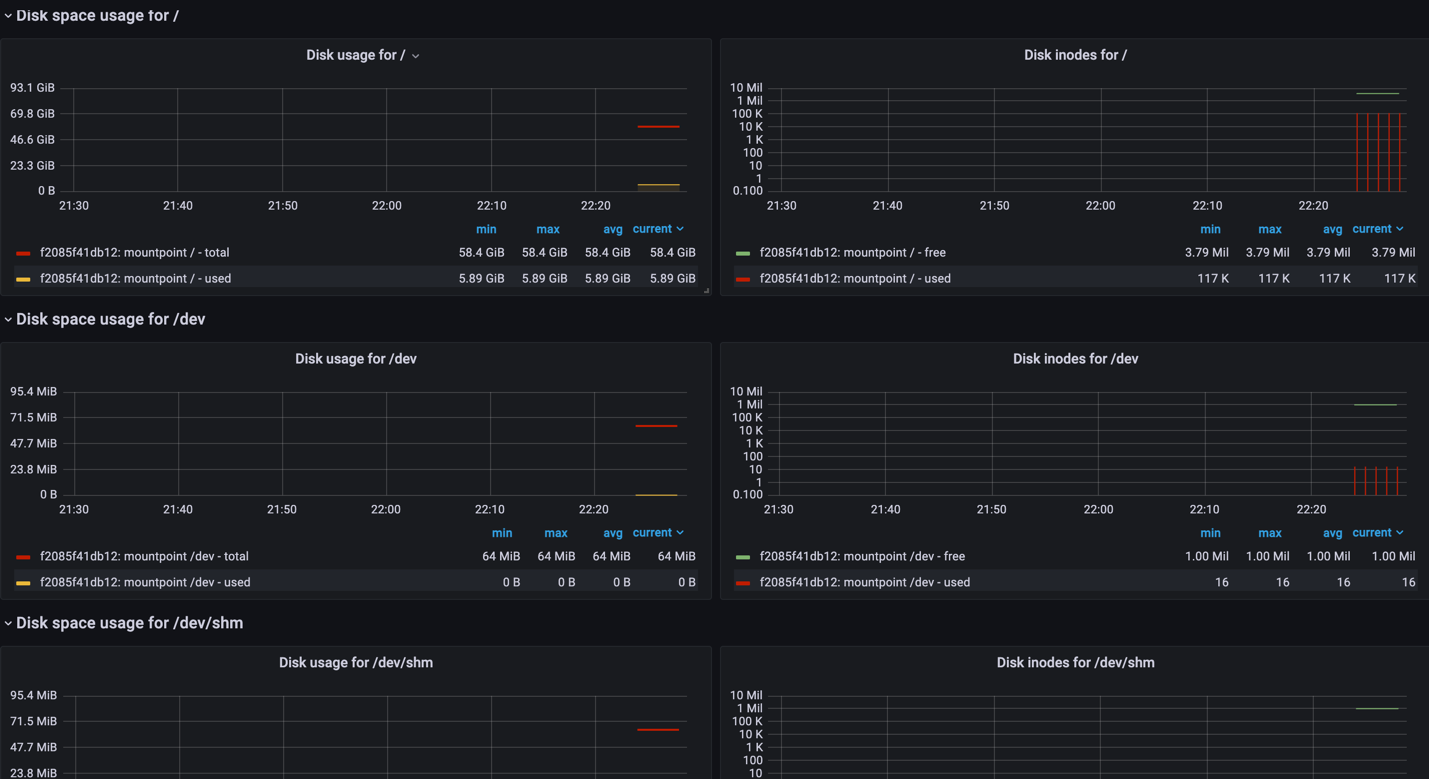 Disk space usage for /
Disk usage for /
93.1 GiB
69.8 GiB
46.6 GiB
23.3 GiB
0 B
21:30 21:40 21:50 22:00 22:10 22:20
min max avg current
f2085f41db12: mountpoint / - total 58.4 GiB 58.4 GiB 58.4 GiB 58.4 GiB
f2085f41db12: mountpoint / - used 5.89 GiB 5.89 GiB 5.89 GiB 5.89 GiB
Disk inodes for /
10 Mil
1 Mil
100 K
10 K
1 K
100
10
1
0.100
21:30 21:40 21:50 22:00 22:10 22:20
min max avg current
f2085f41db12: mountpoint / - free 3.79 Mil 3.79 Mil 3.79 Mil 3.79 Mil
f2085f41db12: mountpoint / - used 117 K 117 K 117 K 117 K
Disk space usage for /dev
Disk usage for /dev
95.4 MiB
71.5 MiB
47.7 MiB
23.8 MiB
0 B
21:30 21:40 21:50 22:00 22:10 22:20
min max avg current
f2085f41db12: mountpoint /dev - total 64 MiB 64 MiB 64 MiB 64 MiB
f2085f41db12: mountpoint /dev - used 0 B 0 B 0 B 0 B
Disk inodes for /dev
10 Mil
1 Mil
100 K
10 K
1 K
100
10
1
0.100
21:30 21:40 21:50 22:00 22:10 22:20
min max avg current
f2085f41db12: mountpoint /dev - free 1.00 Mil 1.00 Mil 1.00 Mil 1.00 Mil
f2085f41db12: mountpoint /dev - used 16 16 16 16
Disk space usage for /dev/shm
Disk usage for /dev/shm
95.4 MiB
71.5 MiB
47.7 MiB
23.8 MiB
Disk inodes for /dev/shm
10 Mil
1 Mil
100 K
10 K
1 K
100
10